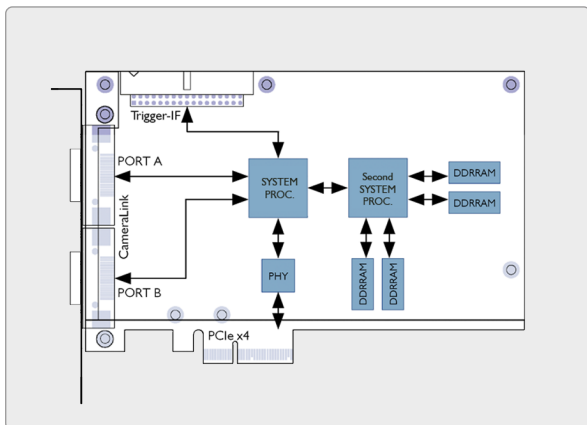 Trigger-IF
PORT A
CameraLink
PORT B
SYSTEM
PROC.
Second
SYSTEM
PROC.
DDRRAM
DDRRAM
PHY
DDRRAM
DDRRAM
PCIe x4